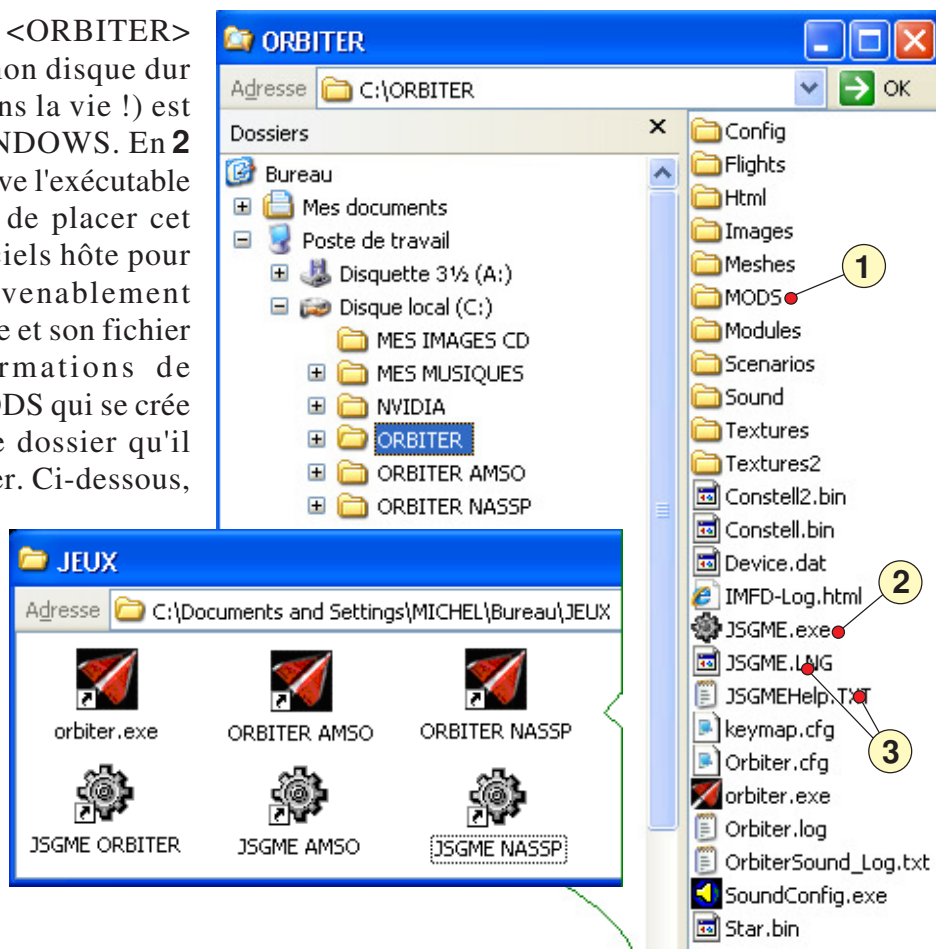 <ORBITER>
mon disque dur
ns la vie !) est
NDOWS. En 2
ve l'exécutable
de placer cet
ciels hôte pour
venablement
e et son fichier
rmations de
ODS qui se crée
e dossier qu'il
er. Ci-dessous,
ORBITER
Adresse C:\ORBITER OK
Dossiers
Bureau
Mes documents
Poste de travail
Disquette 3½ (A:)
Disque local (C:)
MES IMAGES CD
MES MUSIQUES
NVIDIA
ORBITER
ORBITER AMSO
ORBITER NASSP
Config
Flights
Html
Images
Meshes
1
MODS
Modules
Scenarios
Sound
Textures
Textures2
Constell2.bin
Constell.bin
Device.dat
IMFD-Log.html
2
JSGME.exe
JSGME.LNG
JSGMEHelp.TXT
3
keymap.cfg
Orbiter.cfg
orbiter.exe
Orbiter.log
OrbiterSound_Log.txt
SoundConfig.exe
Star.bin
JEUX
Adresse C:\Documents and Settings\MICHEL\Bureau\JEUX
orbiter.exe ORBITER AMSO ORBITER NASSP
JSGME ORBITER JSGME AMSO JSGME NASSP